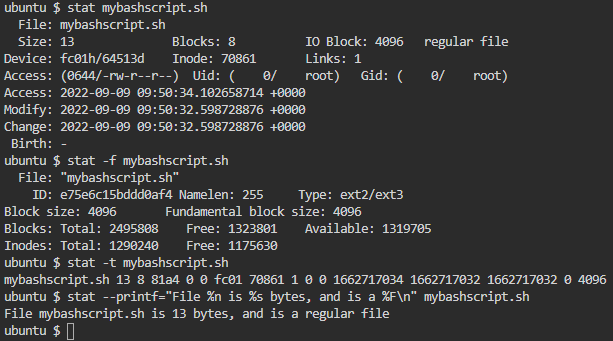 ubuntu $ stat mybashscript.sh
  File: mybashscript.sh
  Size: 13            Blocks: 8          IO Block: 4096   regular file
Device: fc01h/64513d    Inode: 70861       Links: 1
Access: (0644/-rw-r--r--)  Uid: (    0/    root)   Gid: (    0/    root)
Access: 2022-09-09 09:50:34.102658714 +0000
Modify: 2022-09-09 09:50:32.598728876 +0000
Change: 2022-09-09 09:50:32.598728876 +0000
 Birth: -
ubuntu $ stat -f mybashscript.sh
  File: "mybashscript.sh"
    ID: e75e6c15bddd0af4 Namelen: 255     Type: ext2/ext3
Block size: 4096       Fundamental block size: 4096
Blocks: Total: 2495808    Free: 1323801    Available: 1319705
Inodes: Total: 1290240    Free: 1175630
ubuntu $ stat -t mybashscript.sh
mybashscript.sh 13 8 81a4 0 0 fc01 70861 1 0 0 1662717034 1662717032 1662717032 0 4096
ubuntu $ stat --printf="File %n is %s bytes, and is a %F\n" mybashscript.sh
File mybashscript.sh is 13 bytes, and is a regular file
ubuntu $